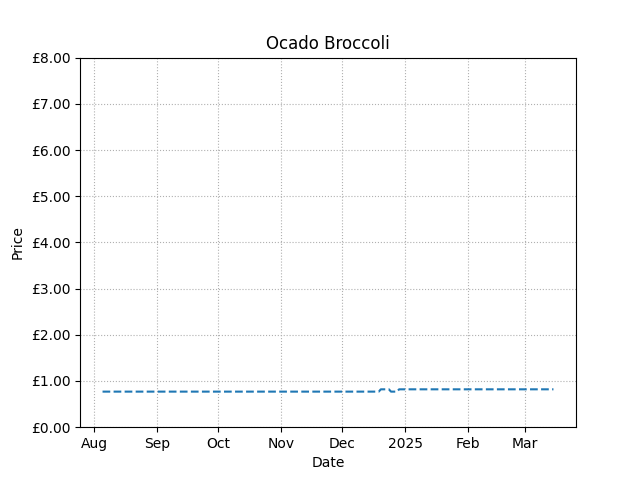 Ocado Broccoli
£8.00
£7.00
£6.00
£5.00
£4.00
£3.00
£2.00
£1.00
£0.00
Price
Aug Sep Oct Nov Dec 2025 Feb Mar
Date